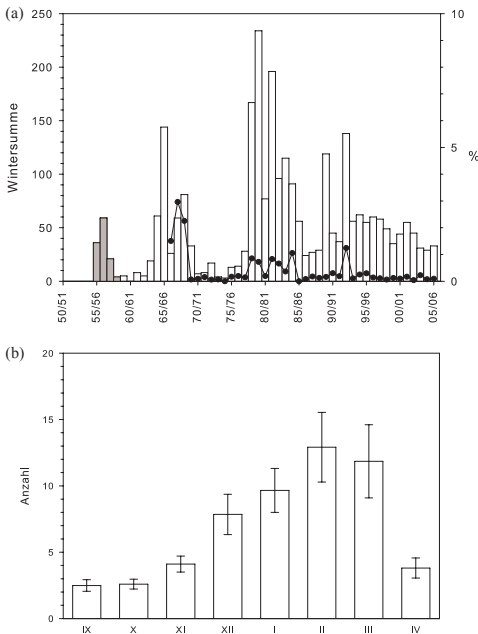 (a)
250
200
150
100
50
0
Wintersumme
10
5
0
%
50/51
55/56
60/61
65/66
70/71
75/76
80/81
85/86
90/91
95/96
00/01
05/06
(b)
20
15
10
5
0
Anzahl
IX
X
XI
XII
I
II
III
IV